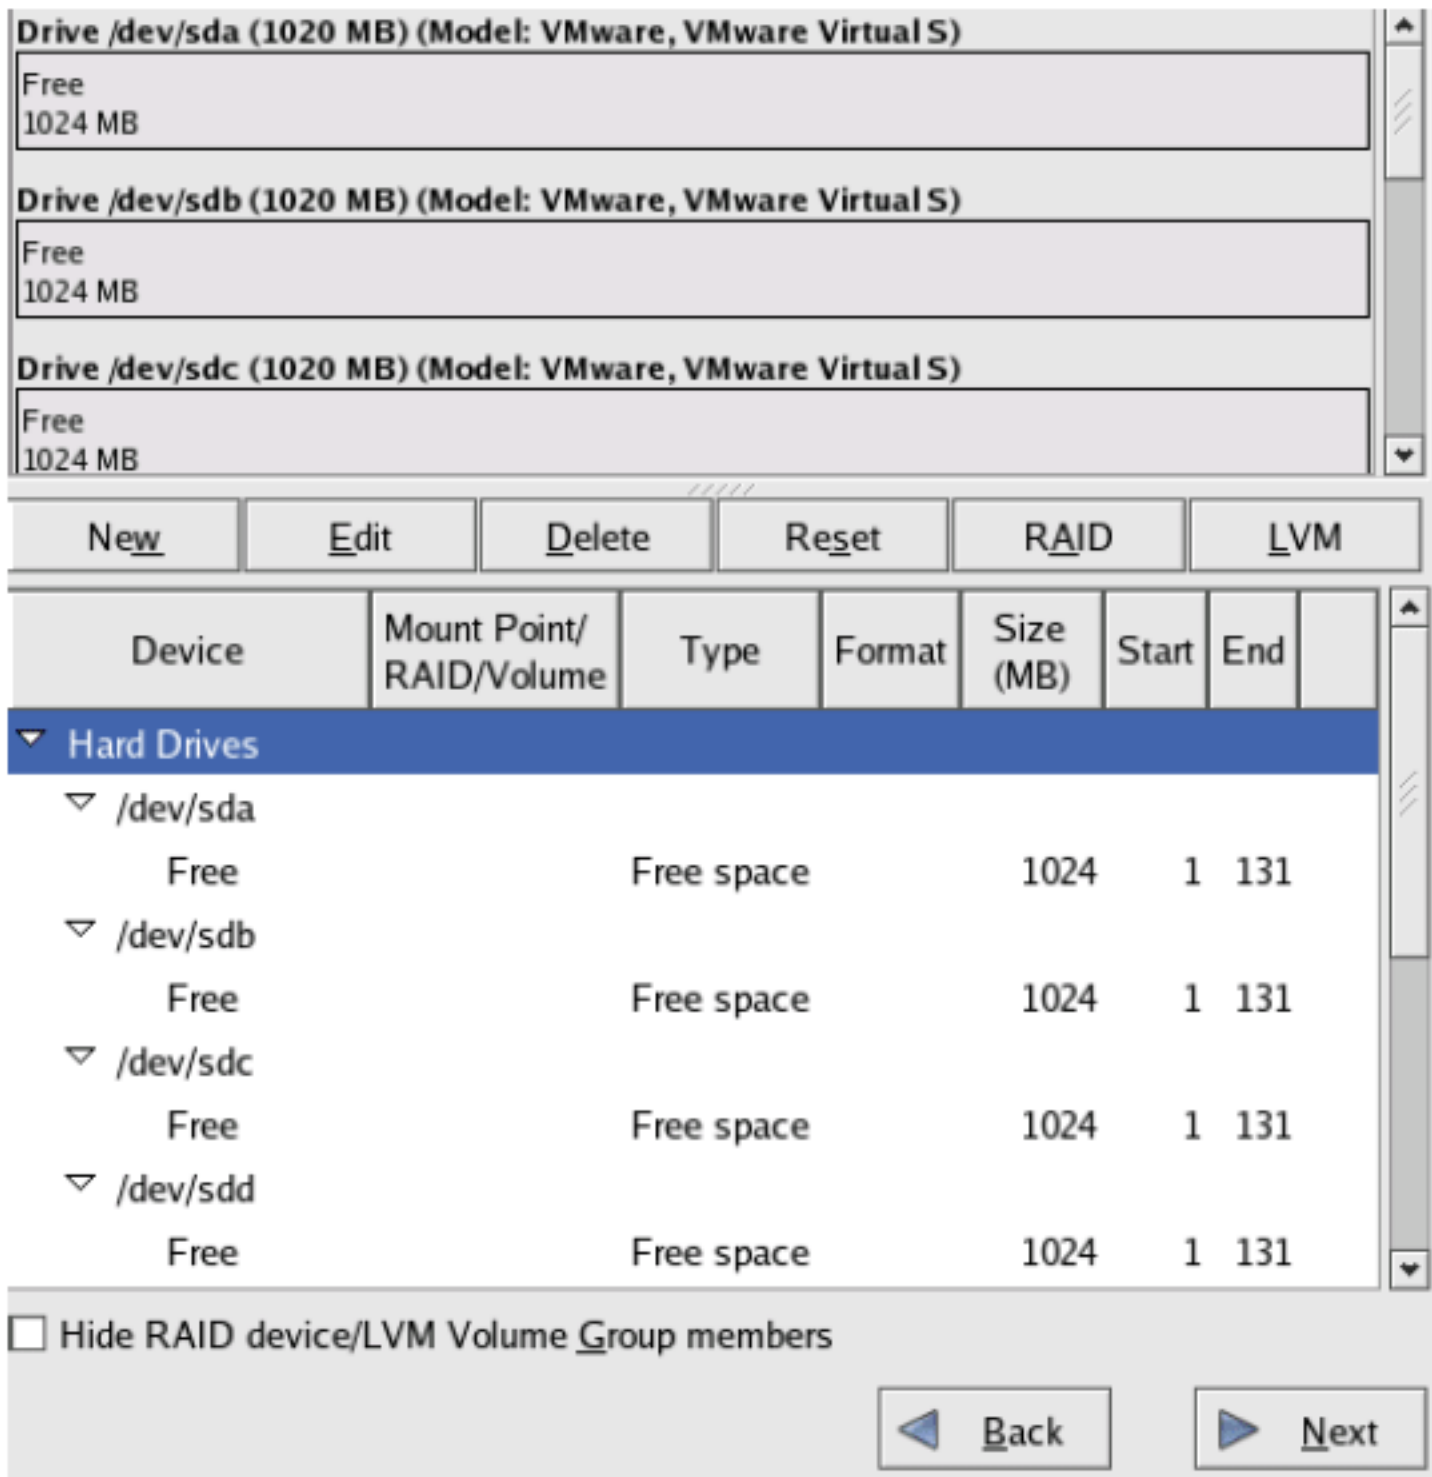 Drive /dev/sda (1020 MB) (Model: VMware, VMware Virtual S)
Free
1024 MB
Drive /dev/sdb (1020 MB) (Model: VMware, VMware Virtual S)
Free
1024 MB
Drive /dev/sdc (1020 MB) (Model: VMware, VMware Virtual S)
Free
1024 MB
New Edit Delete Reset RAID LVM
Device Mount Point/ RAID/Volume Type Format Size (MB) Start End
Hard Drives
/dev/sda
Free Free space 1024 1 131
/dev/sdb
Free Free space 1024 1 131
/dev/sdc
Free Free space 1024 1 131
/dev/sdd
Free Free space 1024 1 131
Hide RAID device/LVM Volume Group members
Back Next